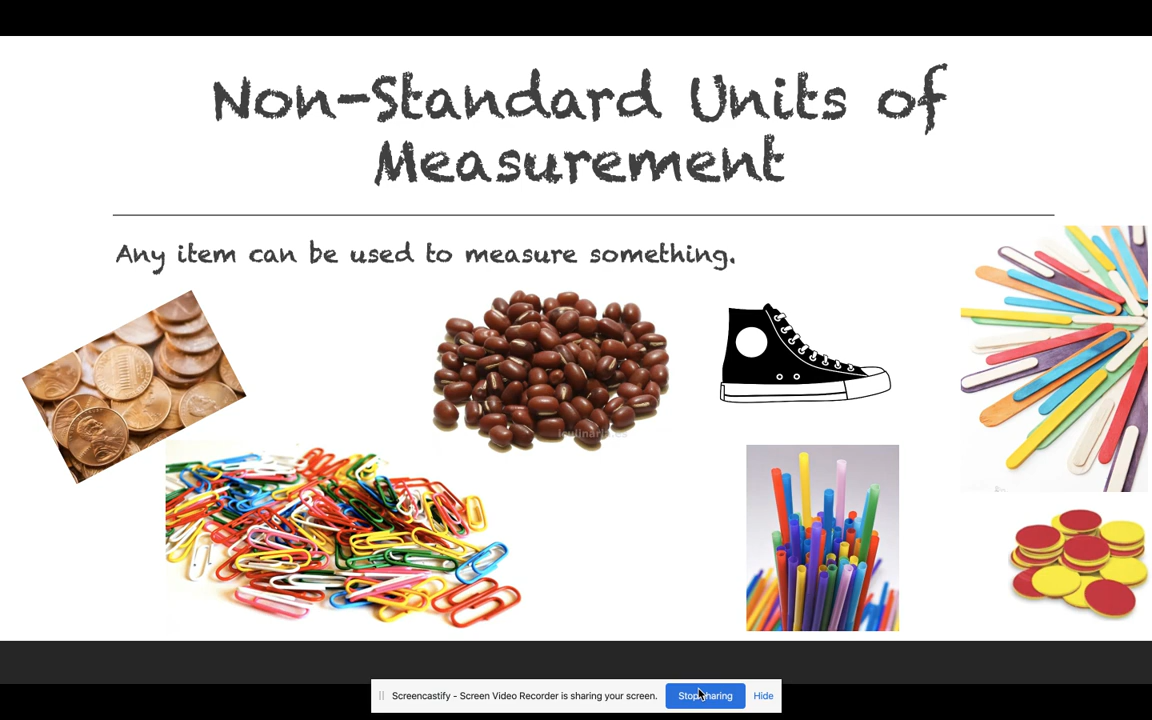 Non-Standard Units of
Measurement
Any item can be used to measure something.
Screencastify - Screen Video Recorder is sharing your screen.
Stop sharing
Hide